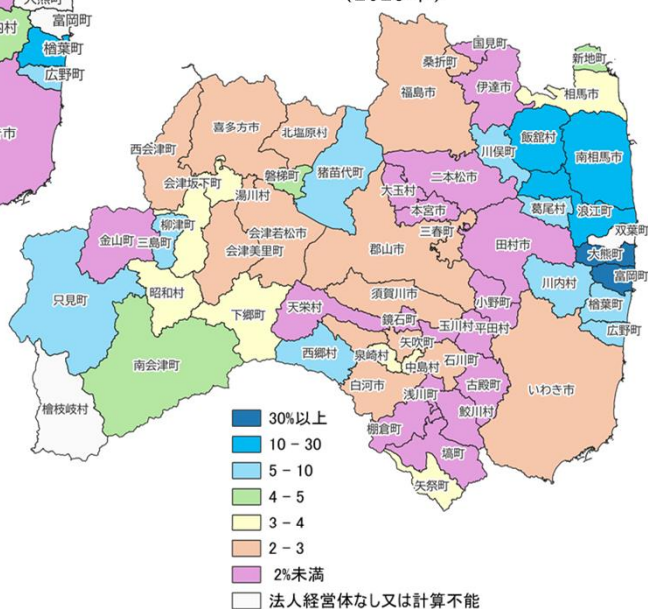 富岡町
楢葉町
広野町
国見町
桑折町
新地町
伊達市
相馬市
福島市
喜多方市
北塩原村
飯舘村
川俣町
南相馬市
西会津町
磐梯町
猪苗代町
二本松市
会津坂下町
湯川村
大玉村
本宮市
葛尾村
浪江町
柳津町
三春町
双葉町
金山町
三島町
会津若松市
会津美里町
郡山市
田村市
大熊町
富岡町
川内村
只見町
昭和村
須賀川市
小野町
楢葉町
下郷町
天栄村
鏡石町
玉川村
平田村
広野町
矢吹町
南会津町
西郷村
泉崎村
中島村
石川町
白河市
浅川町
古殿町
いわき市
檜枝岐村
鮫川村
棚倉町
塙町
矢祭町
30%以上
10 − 30
5 − 10
4 − 5
3 − 4
2 − 3
2%未満
法人経営体なし又は計算不能